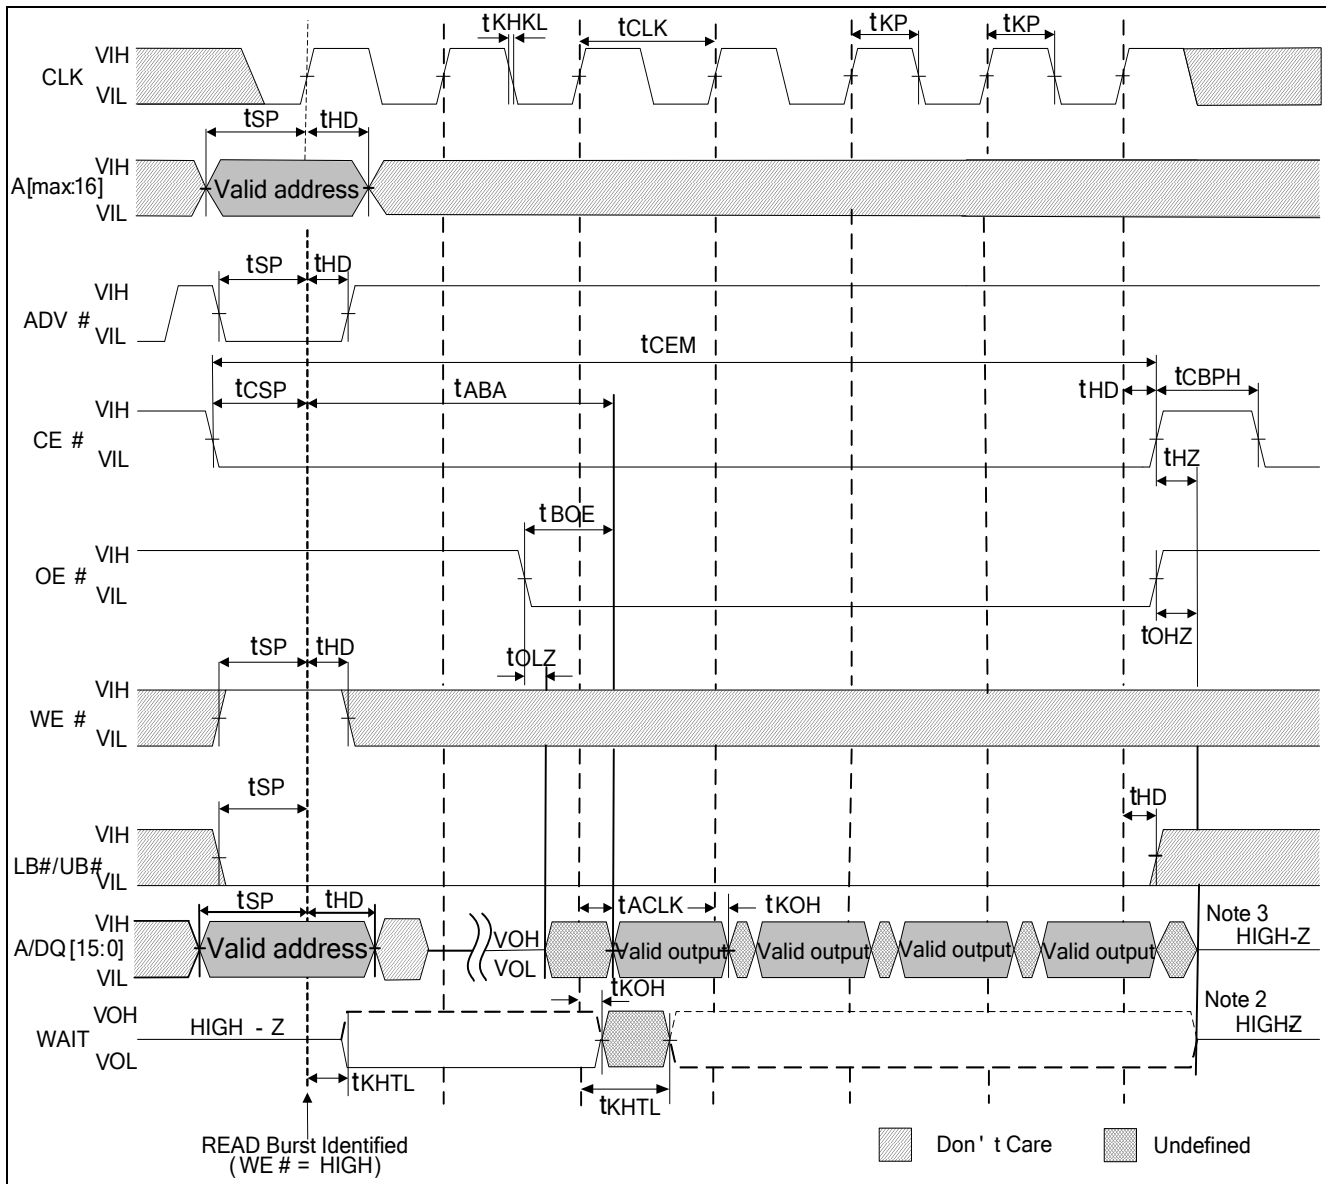 tKHKL tCLK tKP tKP
VIH
CLK
VIL
tSP tHD
VIH
A[max:16] Valid address
VIL
tSP tHD
VIH
ADV #
VIL
tCEM
tCSP tABA tHD tCBPH
VIH
CE #
VIL
tHZ
tBOE
VIH
OE #
VIL
tOHZ
tSP tHD tOLZ
VIH
WE #
VIL
tSP tHD
VIH
LB#/UB#
VIL
tSP tHD tACLK tKOH
VIH VOH Note 3
A/DQ[15:0] Valid address Valid output Valid output Valid output Valid output HIGH-Z
VIL VOL
tKOH
VOH Note 2
WAIT HIGH - Z HIGHZ
VOL
tKHTL tKHTL
READ Burst Identified
(WE # = HIGH)
Don' t Care Undefined